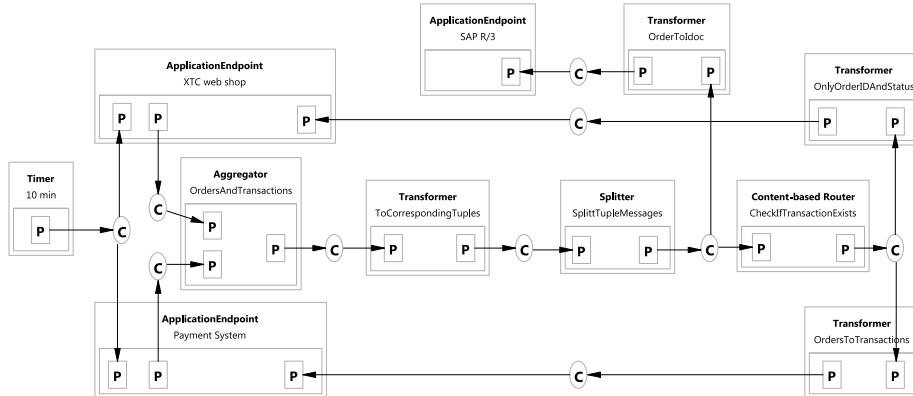 ApplicationEndpoint
SAP R/3
P
C
Transformer
OrderToIdoc
P
P
ApplicationEndpoint
XTC web shop
P
P
P
C
Transformer
OnlyOrderIDAndStatus
P
P
Timer
10 min
P
C
C
C
Aggregator
OrdersAndTransactions
P
P
P
C
Transformer
ToCorrespondingTuples
P
P
C
Splitter
SplittTupleMessages
P
P
C
Content-based Router
CheckIfTransactionExists
P
P
C
ApplicationEndpoint
Payment System
P
P
P
C
Transformer
OrdersToTransactions
P
P